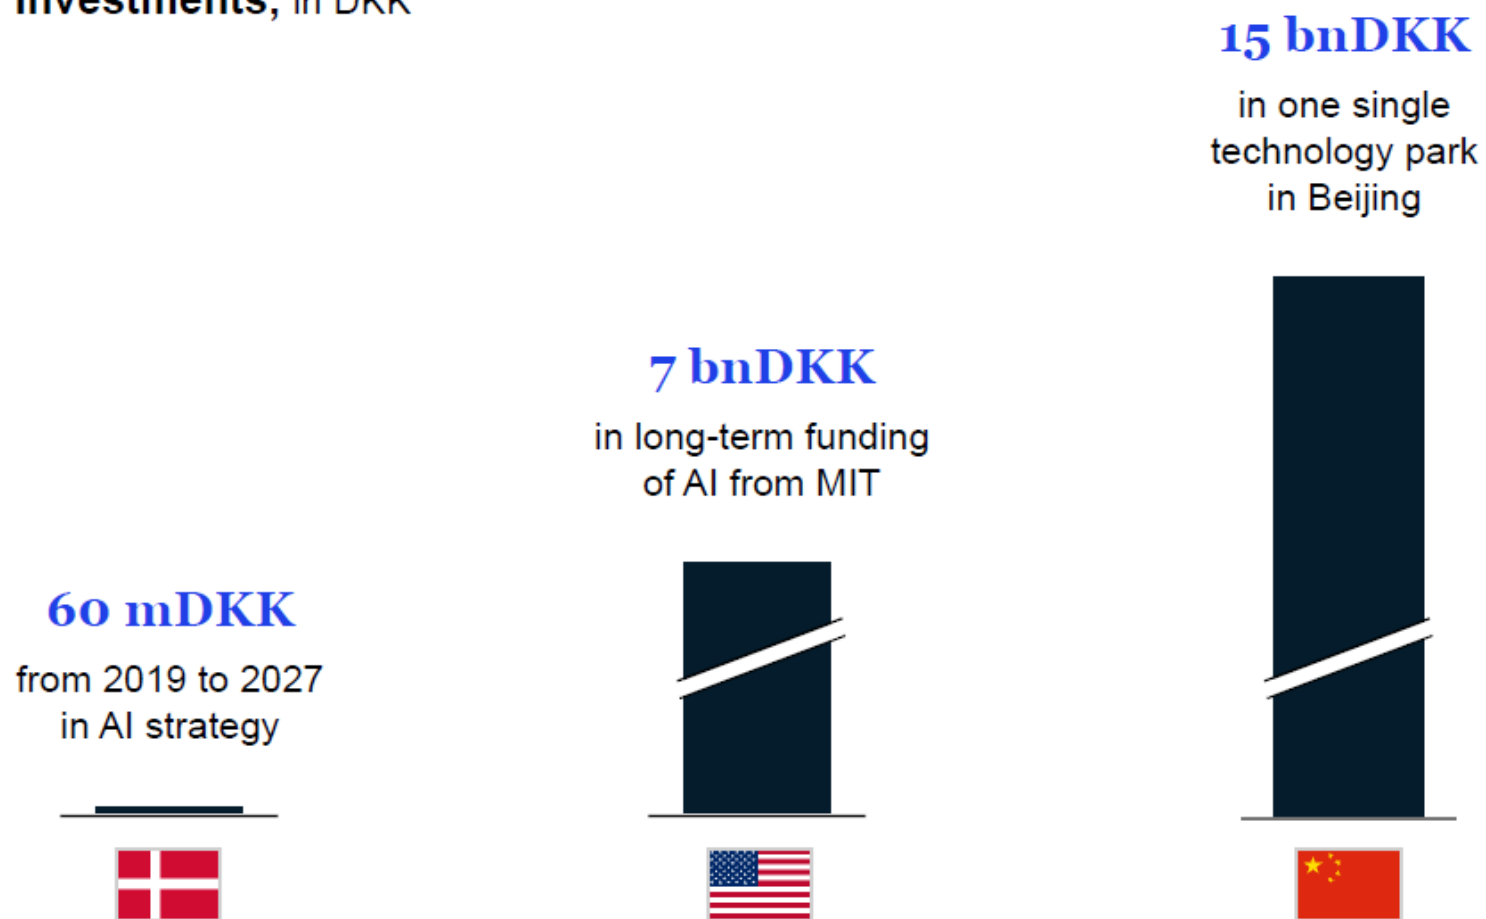 investments, in DKK
15 bnDKK
in one single
technology park
in Beijing
7 bnDKK
in long-term funding
of AI from MIT
60 mDKK
from 2019 to 2027
in AI strategy